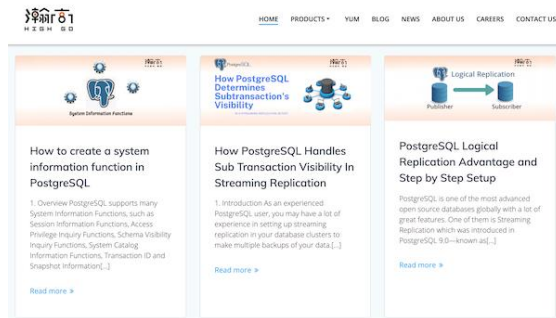 瀚高
HIGH GO
HOME PRODUCTS YUM BLOG NEWS ABOUT US CAREERS CONTACT US
System Information Functions
How to create a system
information function in
PostgreSQL
1. Overview PostgreSQL supports many
System Information Functions, such as
Session Information Functions, Access
Privilege Inquiry Functions, Schema Visibility
Inquiry Functions, System Catalog
Information Functions, Transaction ID and
Snapshot Information[...]
Read more »
PostgreSQL
How PostgreSQL
Determines
Subtransaction's
Visibility
How PostgreSQL Handles
Sub Transaction Visibility In
Streaming Replication
1. Introduction As an experienced
PostgreSQL user, you may have a lot of
experience in setting up streaming
replication in your database clusters to
make multiple backups of your data.[...]
Read more »
Logical Replication
Publisher Subscriber
PostgreSQL Logical
Replication Advantage and
Step by Step Setup
PostgreSQL is one of the most advanced
open source databases globally with a lot of
great features. One of them is Streaming
Replication which was introduced in
PostgreSQL 9.0—known as[...]
Read more »